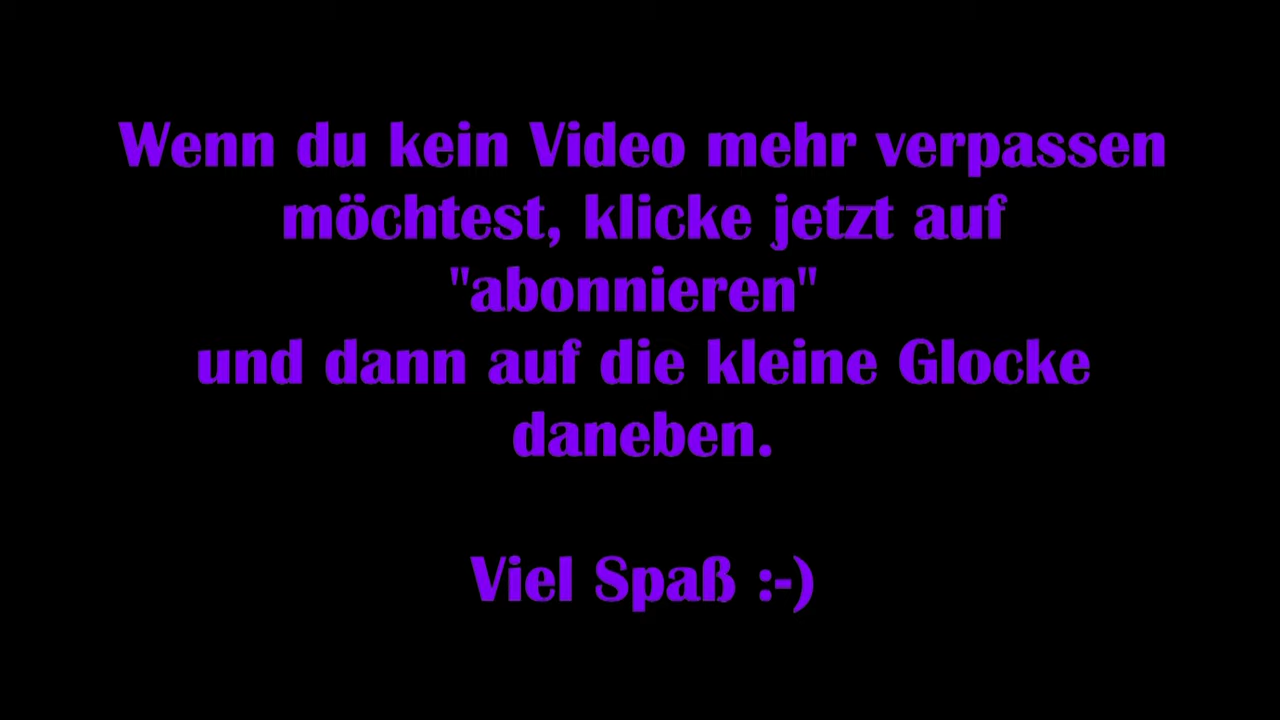 Wenn du kein Video mehr verpassen
möchtest, klicke jetzt auf
"abonnieren"
und dann auf die kleine Glocke
daneben.
Viel Spaß :-)